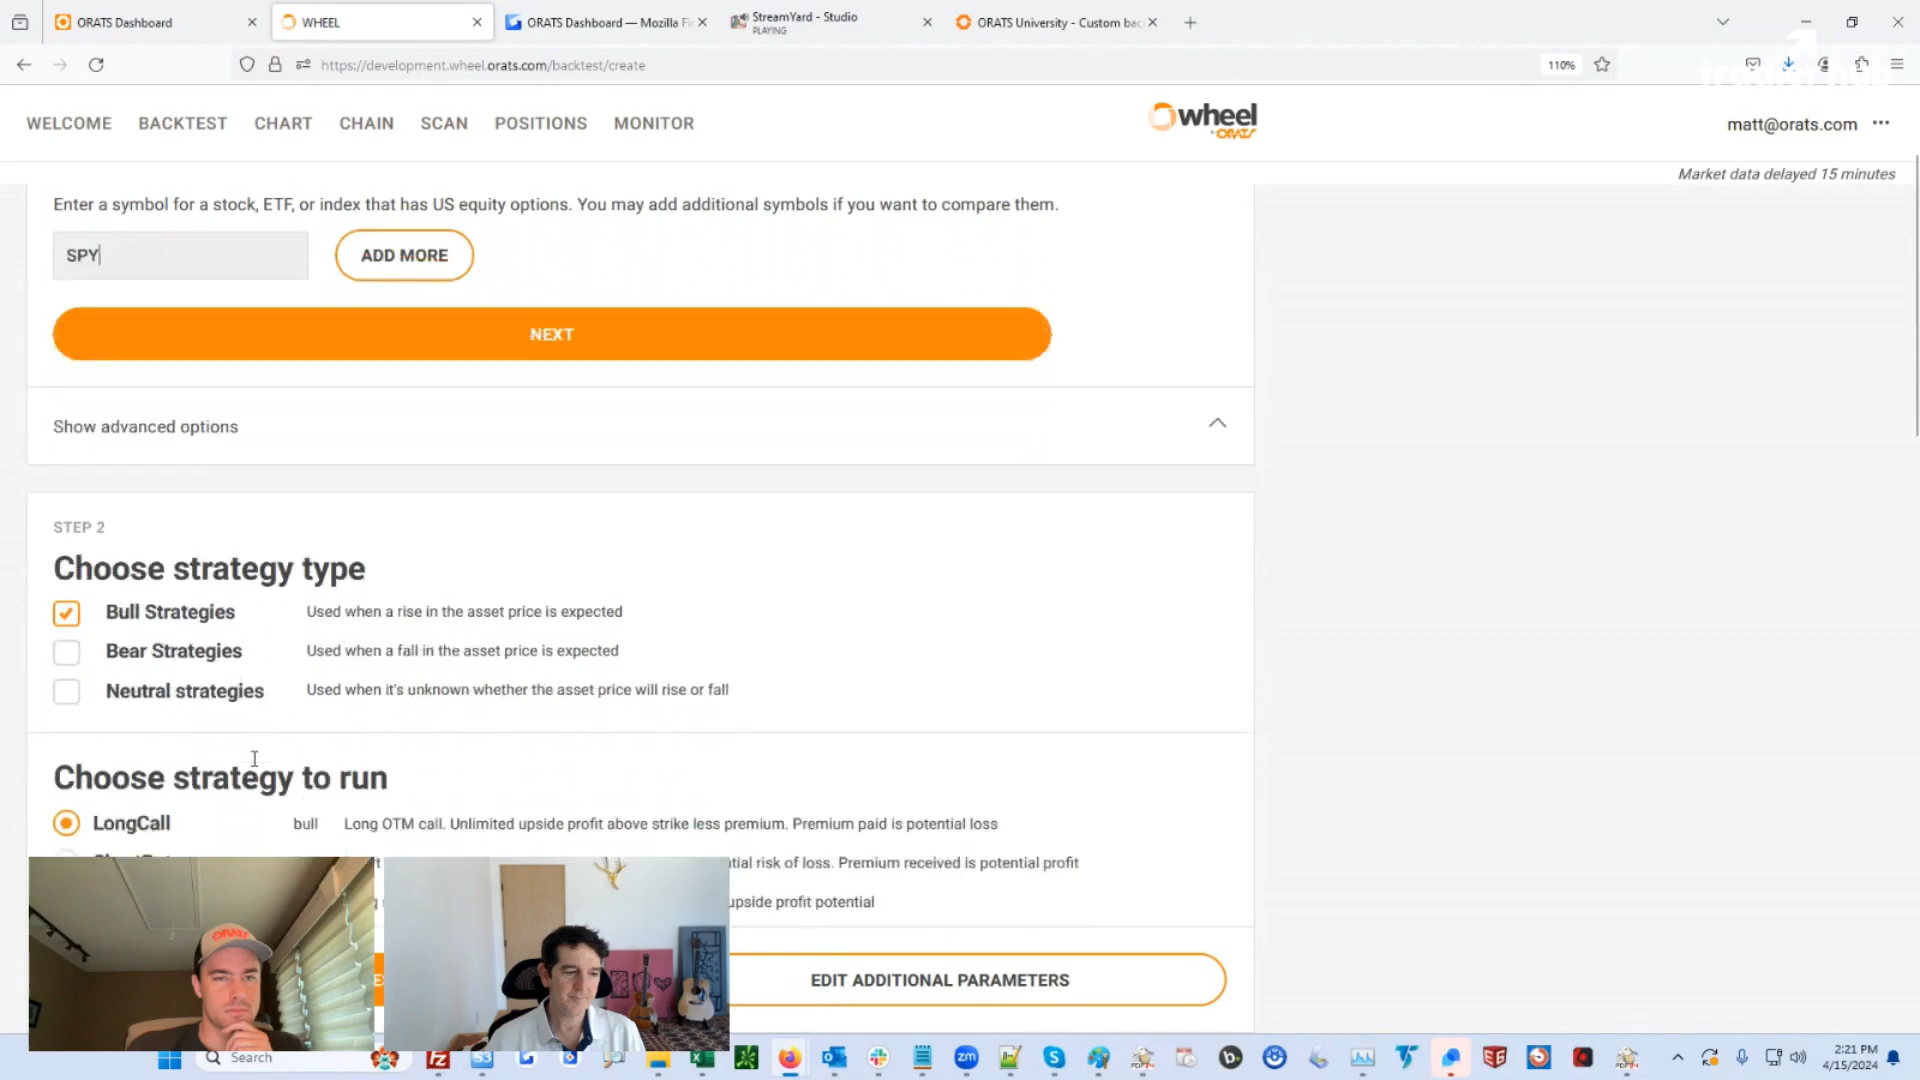 ORATS Dashboard
WHEEL
ORATS Dashboard — Mozilla Fi
StreamYard - Studio
PLAYING
ORATS University - Custom bac
https://development.wheel.orats.com/backtest/create
110%
tradier hub
WELCOME
BACKTEST
CHART
CHAIN
SCAN
POSITIONS
MONITOR
wheel
by ORATS
matt@orats.com
Market data delayed 15 minutes
Enter a symbol for a stock, ETF, or index that has US equity options. You may add additional symbols if you want to compare them.
SPY
ADD MORE
NEXT
Show advanced options
STEP 2
Choose strategy type
Bull Strategies
Used when a rise in the asset price is expected
Bear Strategies
Used when a fall in the asset price is expected
Neutral strategies
Used when it's unknown whether the asset price will rise or fall
Choose strategy to run
LongCall
bull
Long OTM call. Unlimited upside profit above strike less premium. Premium paid is potential loss
risk of loss. Premium received is potential profit
upside profit potential
EDIT ADDITIONAL PARAMETERS
ORATS
Search
2:21 PM
4/15/2024